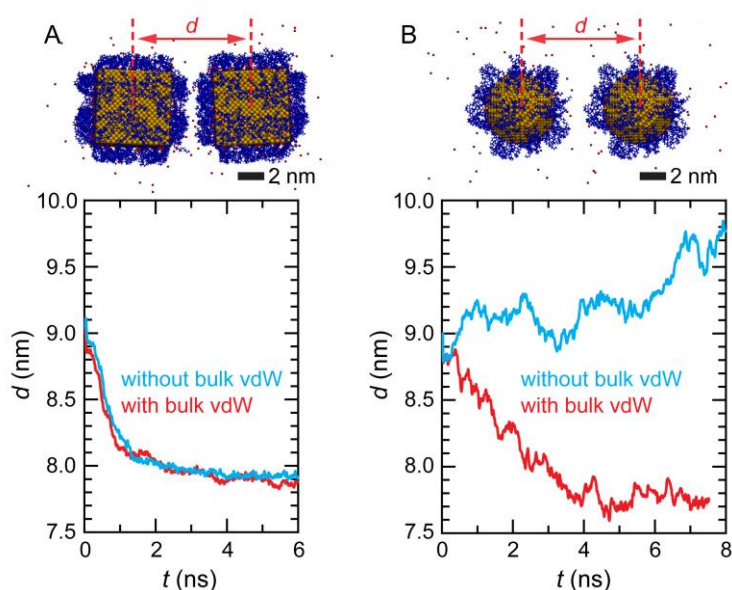 A
d
2 nm
B
d
2 nm
10.0
9.5
9.0
8.5
8.0
7.5
d (nm)
without bulk vdW
with bulk vdW
0
2
4
6
t (ns)
10.0
9.5
9.0
8.5
8.0
7.5
d (nm)
without bulk vdW
with bulk vdW
0
2
4
6
8
t (ns)